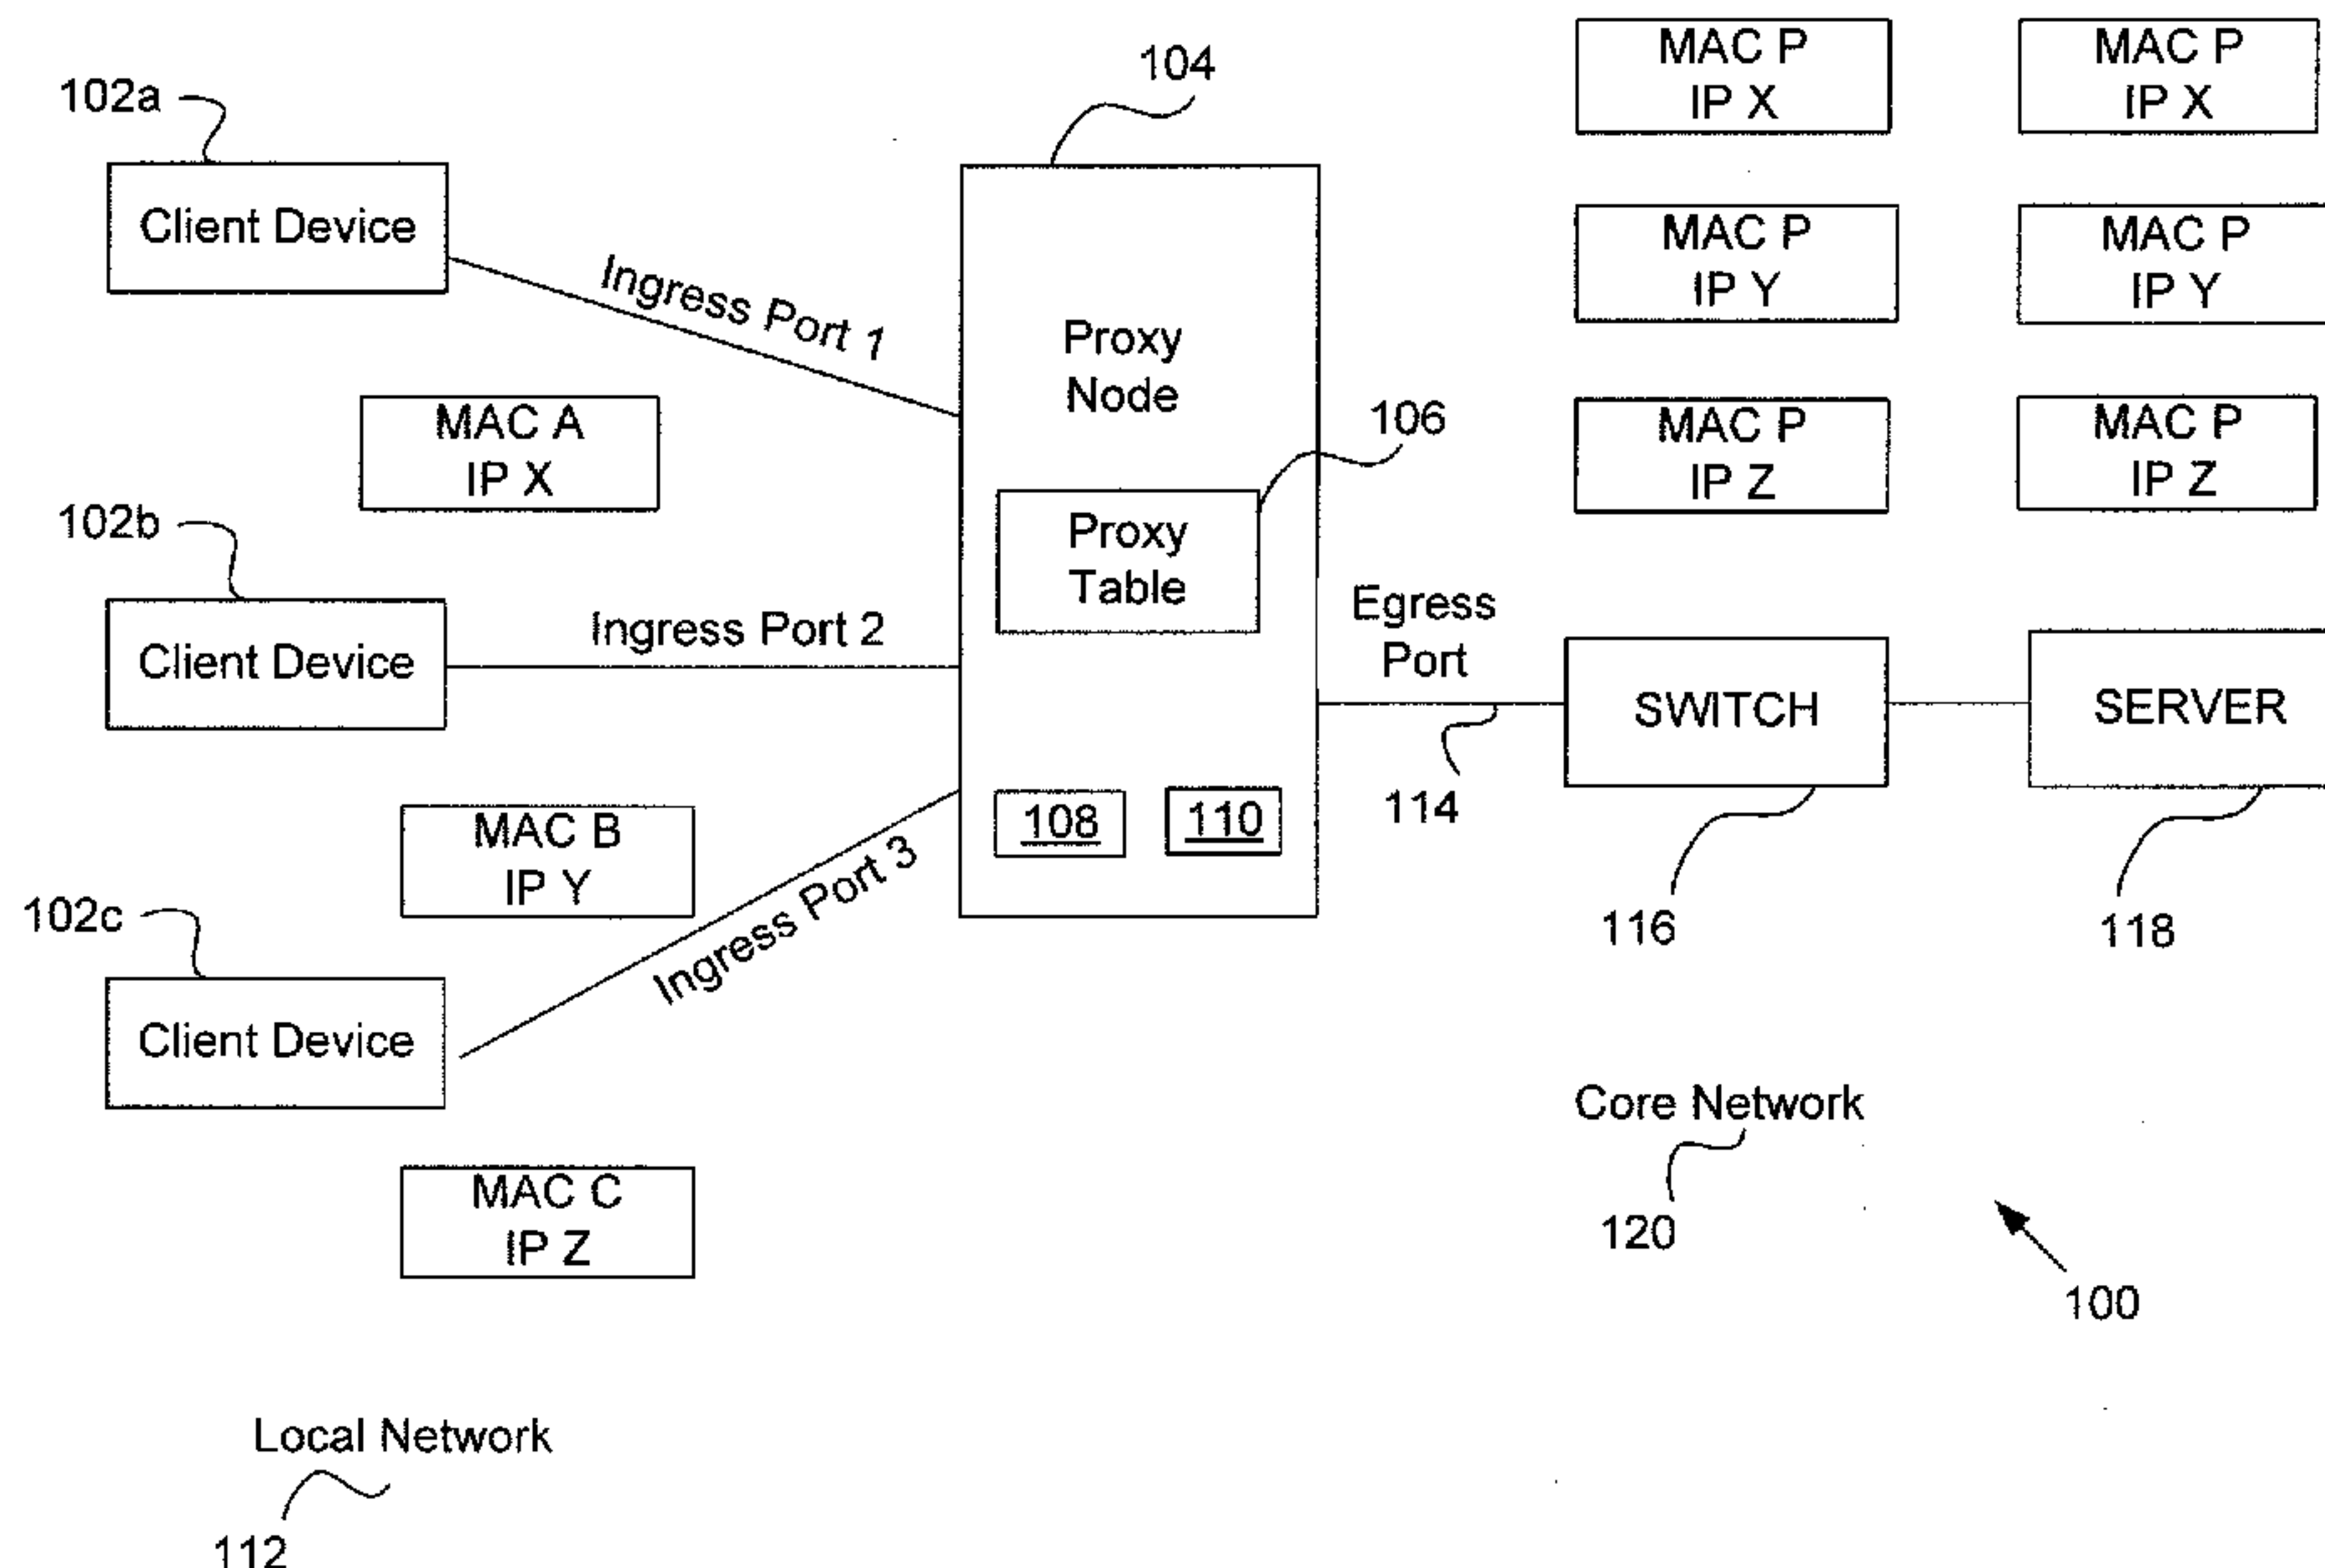 102a
Client Device
Ingress Port 1
MAC A
IP X
102b
Client Device
Ingress Port 2
MAC B
IP Y
102c
Client Device
Ingress Port 3
MAC C
IP Z
Local Network
112
104
Proxy
Node
106
Proxy
Table
108
110
Egress
Port
114
MAC P
IP X
MAC P
IP Y
MAC P
IP Z
SWITCH
116
MAC P
IP X
MAC P
IP Y
MAC P
IP Z
SERVER
118
Core Network
120
100